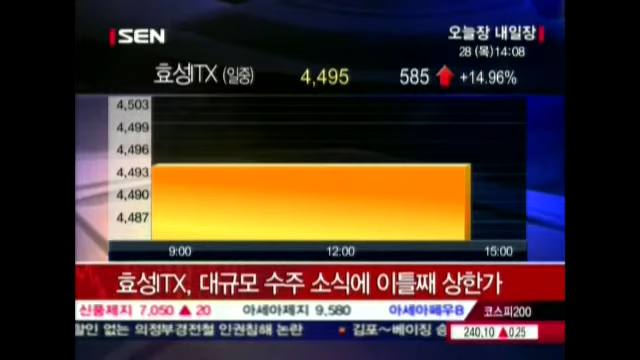 SEN
오늘장 내일장
28 (목)14:08
효성ITX (일중) 4,495 585 +14.96%
4,503
4,499
4,496
4,493
4,490
4,487
9:00 12:00 15:00
효성ITX, 대규모 수주 소식에 이틀째 상한가
신풍제지 7,050 ▲ 20 아세아제지 9,580 아세아페우B 코스피200
할인 없는 의정부경전철 인권침해 논란 김포~베이징 승 240.10 ▲0.25